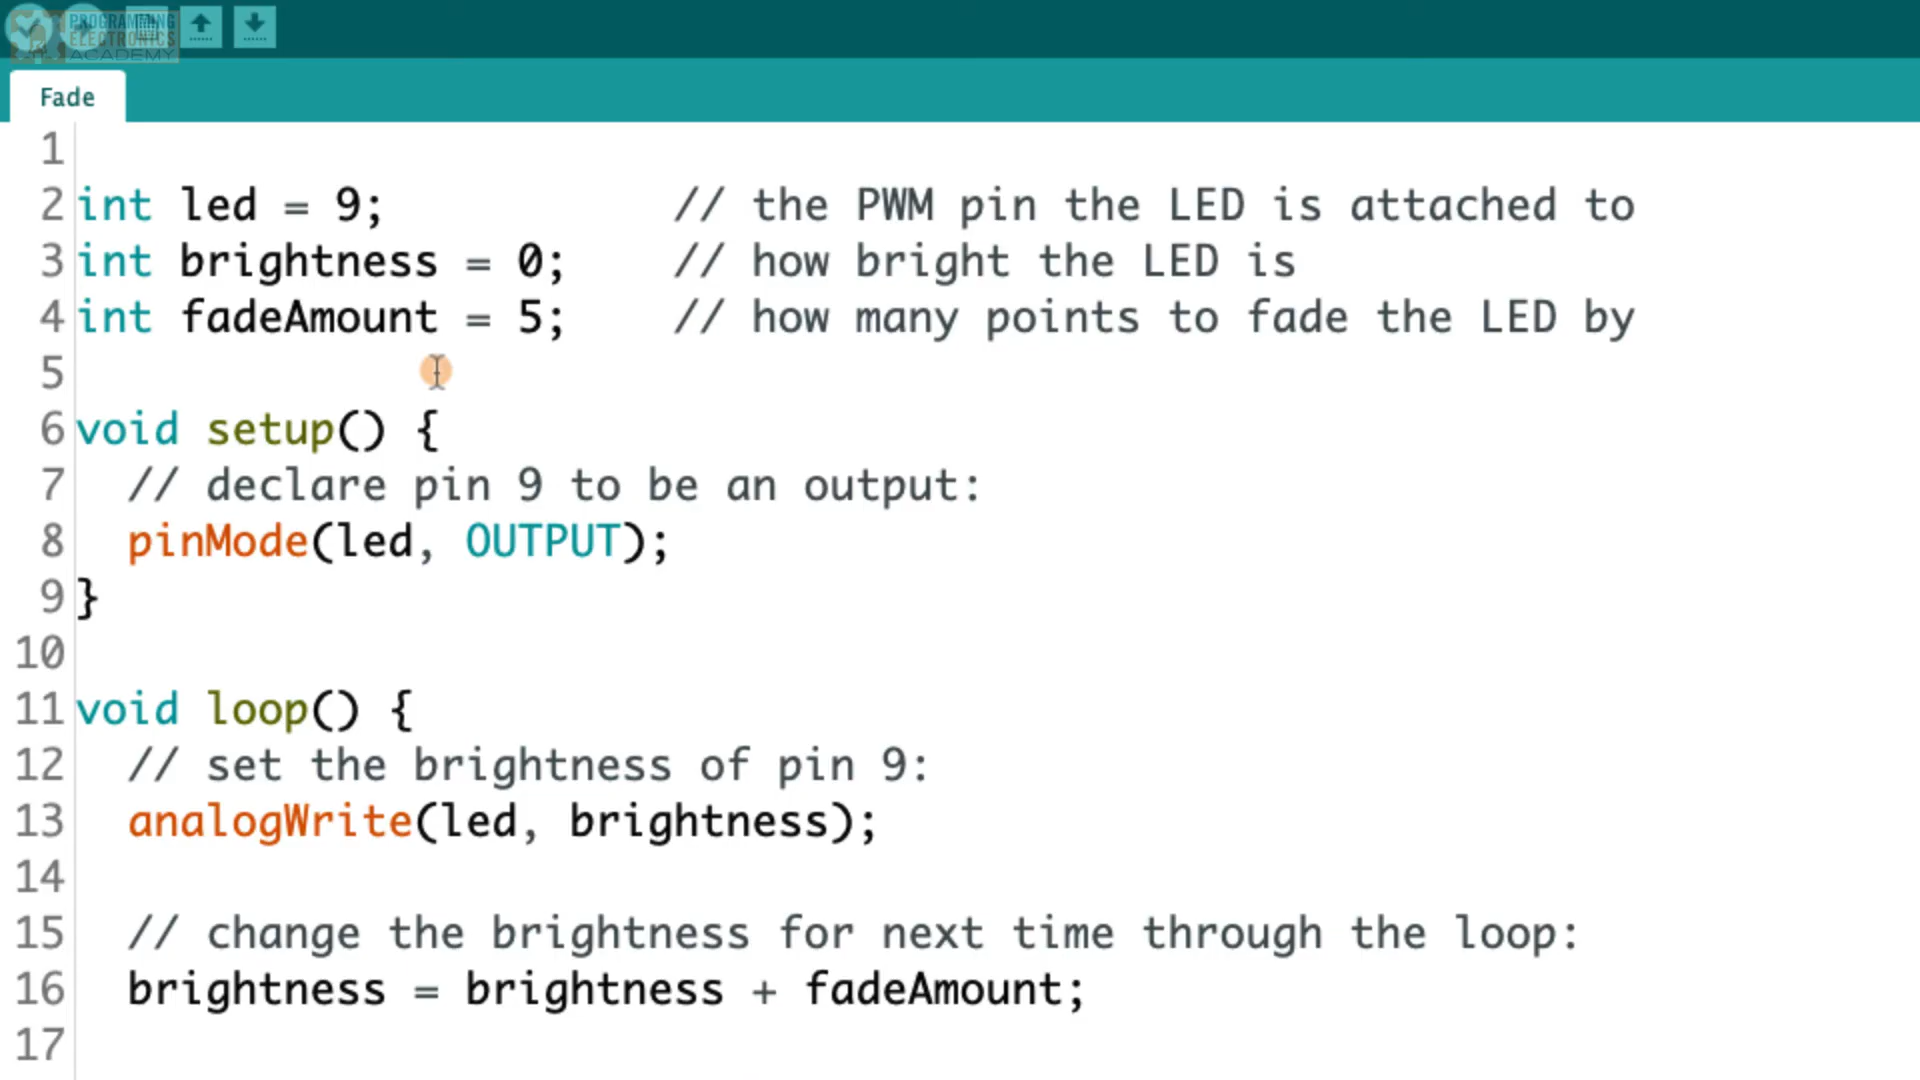 PROGRAMMING
ELECTRONICS
ACADEMY
Fade
1
2 int led = 9; // the PWM pin the LED is attached to
3 int brightness = 0; // how bright the LED is
4 int fadeAmount = 5; // how many points to fade the LED by
5
6 void setup() {
7 // declare pin 9 to be an output:
8 pinMode(led, OUTPUT);
9 }
10
11 void loop() {
12 // set the brightness of pin 9:
13 analogWrite(led, brightness);
14
15 // change the brightness for next time through the loop:
16 brightness = brightness + fadeAmount;
17